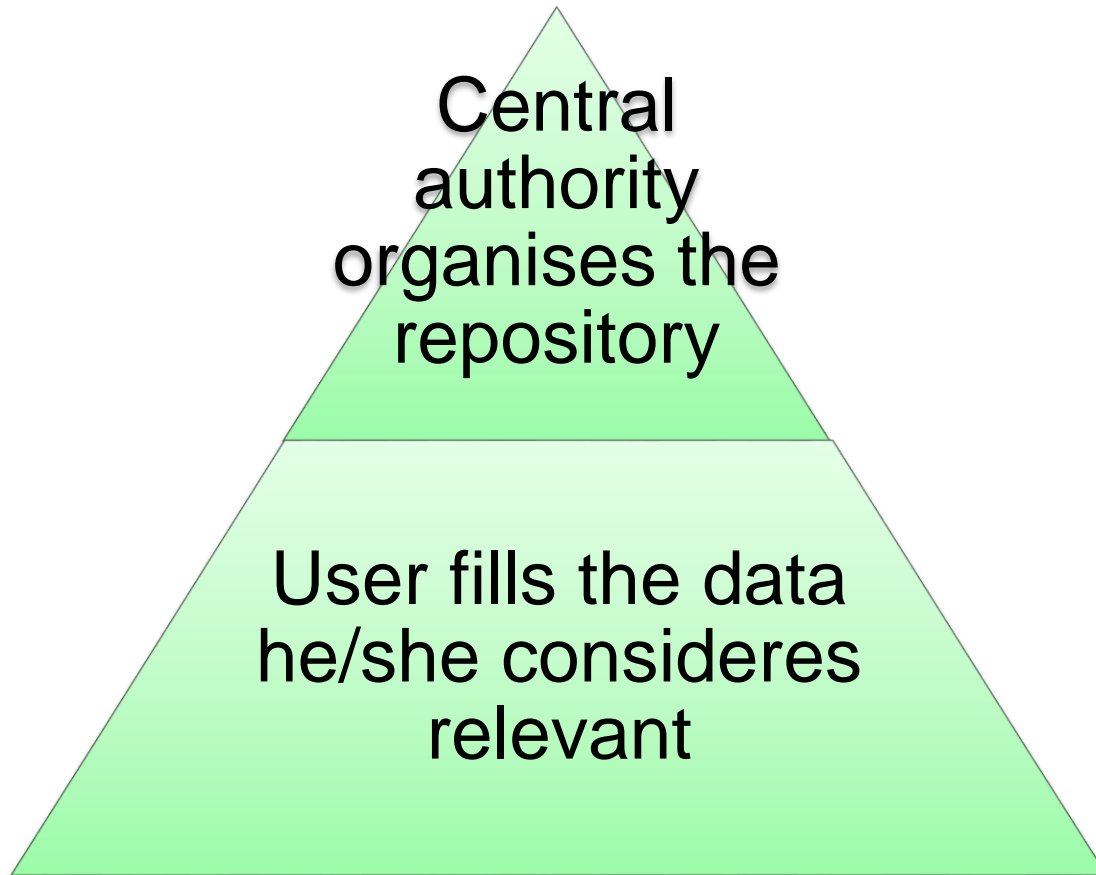 Central
authority
organises the
repository
User fills the data
he/she consideres
relevant